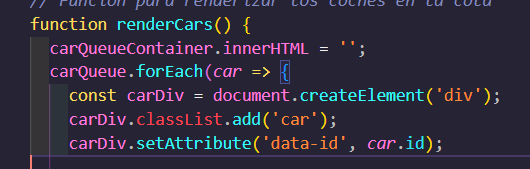 // Función para renderizar los coches en la cola
function renderCars() {
carQueueContainer.innerHTML = '';
carQueue.forEach(car => {
const carDiv = document.createElement('div');
carDiv.classList.add('car');
carDiv.setAttribute('data-id', car.id);